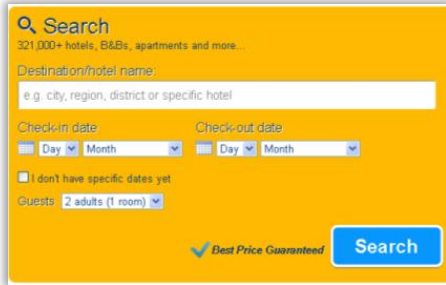 Search
321,000+ hotels, B&Bs, apartments and more...
Destination/hotel name:
e.g. city, region, district or specific hotel
Check-in date Check-out date
Day Month Day Month
I don't have specific dates yet
Guests 2 adults (1 room)
Best Price Guaranteed Search